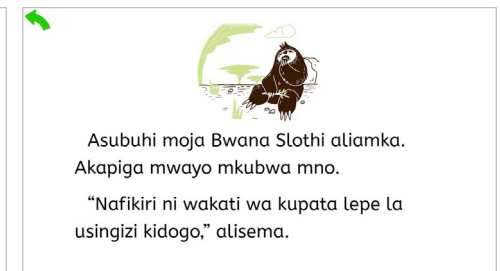 Asubuhi moja Bwana Slothi aliamka.
Akapiga mwayo mkubwa mno.
“Nafikiri ni wakati wa kupata lepe la
usingizi kidogo,” alisema.